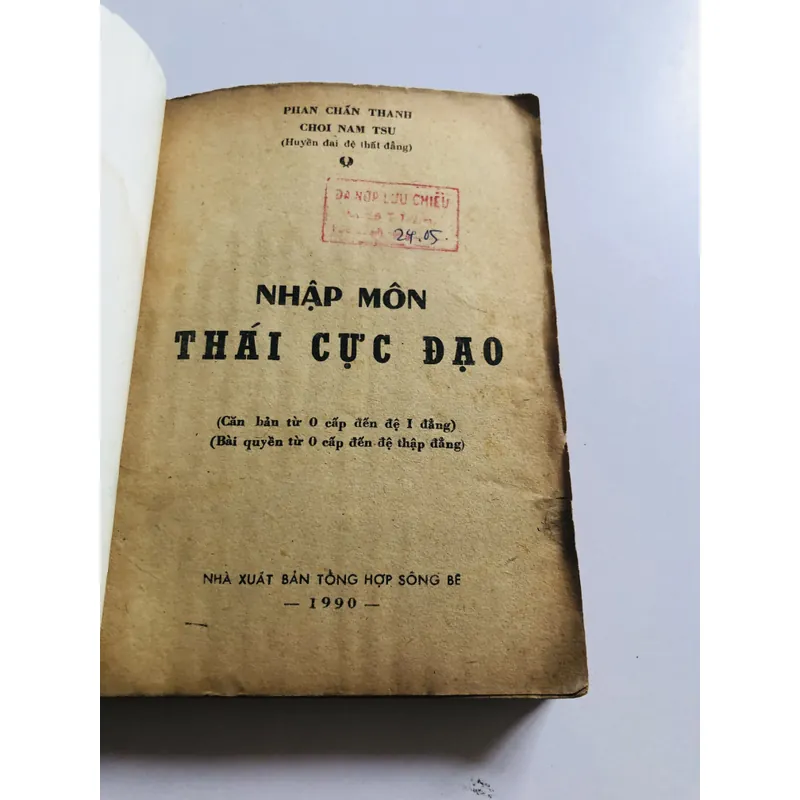 PHAN CHẤN THANH
CHOI NAM TSU
(Huyền đai đệ thất đẳng)
ĐÃ NỘP LƯU CHIỂU
24.05.
NHẬP MÔN
THÁI CỰC ĐẠO
(Căn bản từ 0 cấp đến đệ I đẳng)
(Bài quyền từ 0 cấp đến đệ thập đẳng)
NHÀ XUẤT BẢN TỔNG HỢP SÔNG BÉ
— 1990 —